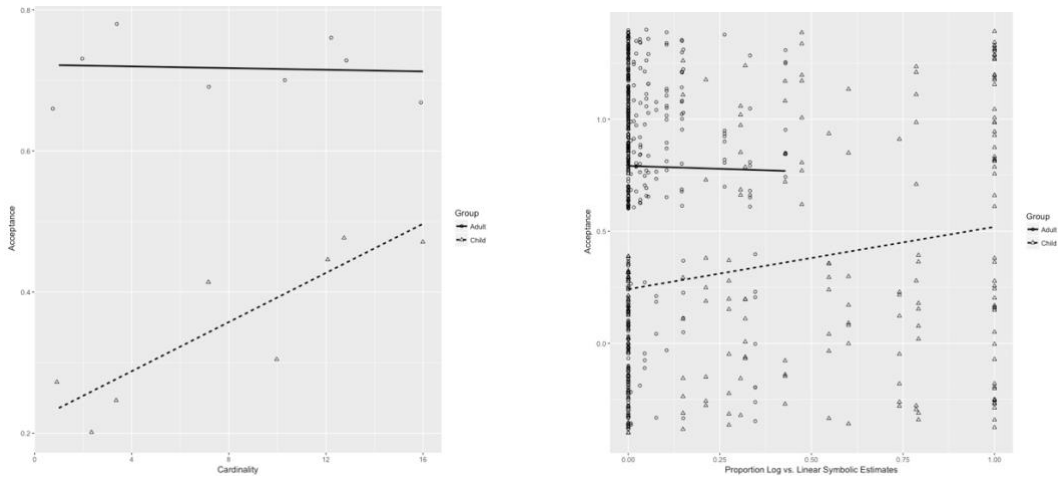 0.8
0.6
0.4
0.2
Acceptance
0
4
8
12
16
Cardinality
Group
Adult
Child
1.0
0.5
0.0
Acceptance
0.00
0.25
0.50
0.75
1.00
Proportion Log vs. Linear Symbolic Estimates
Group
Adult
Child